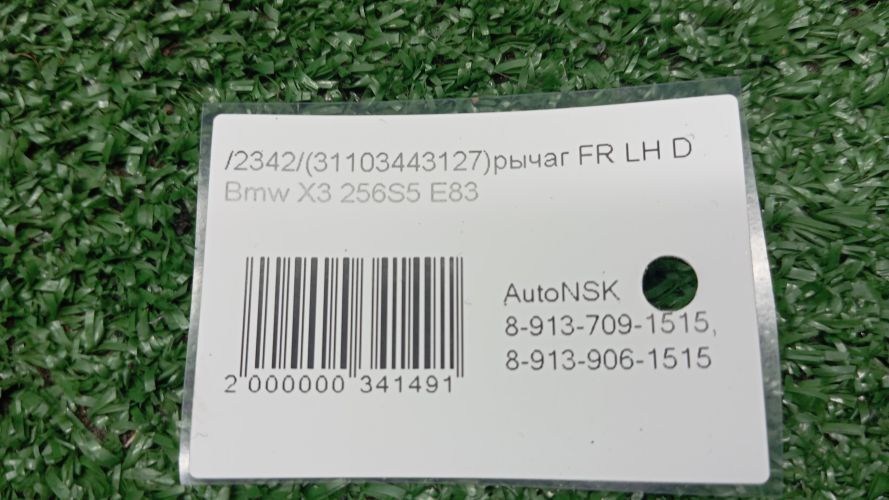 /2342/(31103443127)рычаг FR LH D
Bmw X3 256S5 E83
AutoNSK
8-913-709-1515,
8-913-906-1515
2 000000 341491